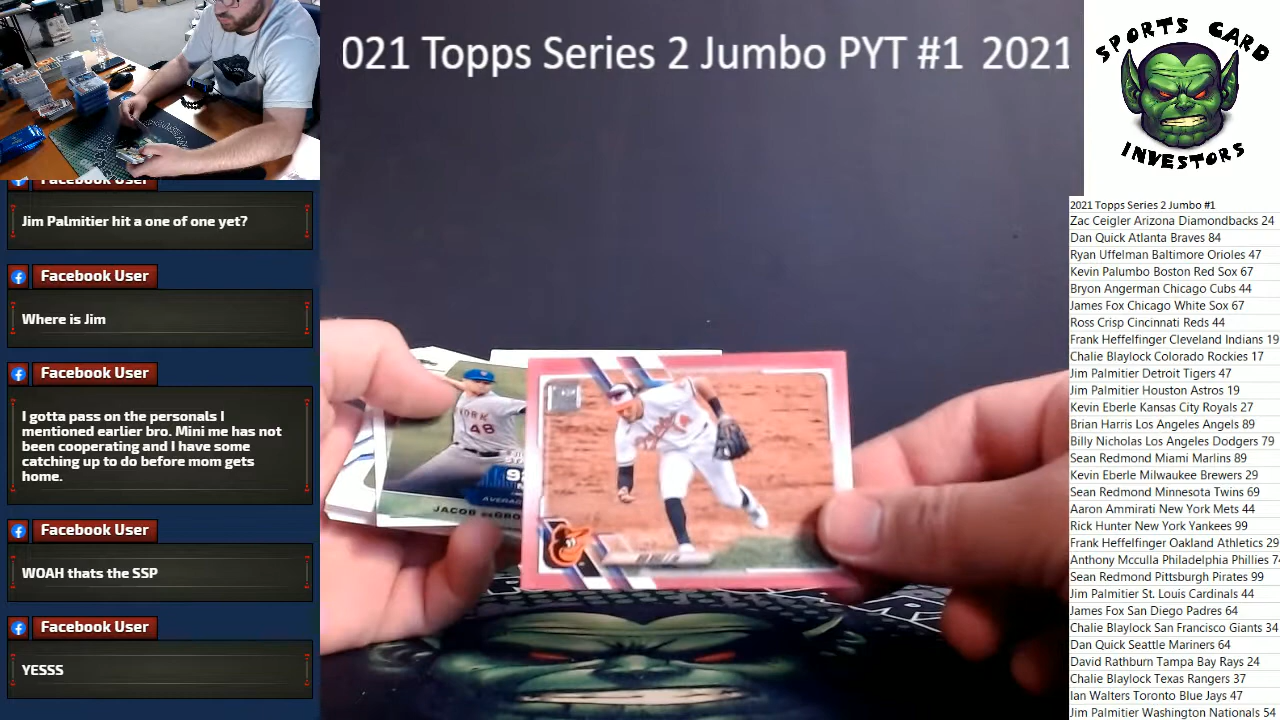 021 Topps Series 2 Jumbo PYT #1 2021
SPORTS CARD
INVESTORS
Facebook User
Jim Palmitier hit a one of one yet?
Facebook User
Where is Jim
Facebook User
I gotta pass on the personals I
mentioned earlier bro. Mini me has not
been cooperating and I have some
catching up to do before mom gets
home.
Facebook User
WOAH thats the SSP
Facebook User
YESSS
YORK
48
JACOB
2021 Topps Series 2 Jumbo #1
Zac Ceigler Arizona Diamondbacks 24
Dan Quick Atlanta Braves 84
Ryan Uffelman Baltimore Orioles 47
Kevin Palumbo Boston Red Sox 67
Bryon Angerman Chicago Cubs 44
James Fox Chicago White Sox 67
Ross Crisp Cincinnati Reds 44
Frank Heffelfinger Cleveland Indians 19
Chalie Blaylock Colorado Rockies 17
Jim Palmitier Detroit Tigers 47
Jim Palmitier Houston Astros 19
Kevin Eberle Kansas City Royals 27
Brian Harris Los Angeles Angels 89
Billy Nicholas Los Angeles Dodgers 79
Sean Redmond Miami Marlins 89
Kevin Eberle Milwaukee Brewers 29
Sean Redmond Minnesota Twins 69
Aaron Ammirati New York Mets 44
Rick Hunter New York Yankees 99
Frank Heffelfinger Oakland Athletics 29
Anthony Mcculla Philadelphia Phillies 74
Sean Redmond Pittsburgh Pirates 99
Jim Palmitier St. Louis Cardinals 44
James Fox San Diego Padres 64
Chalie Blaylock San Francisco Giants 34
Dan Quick Seattle Mariners 64
David Rathburn Tampa Bay Rays 24
Chalie Blaylock Texas Rangers 37
Ian Walters Toronto Blue Jays 47
Jim Palmitier Washington Nationals 54